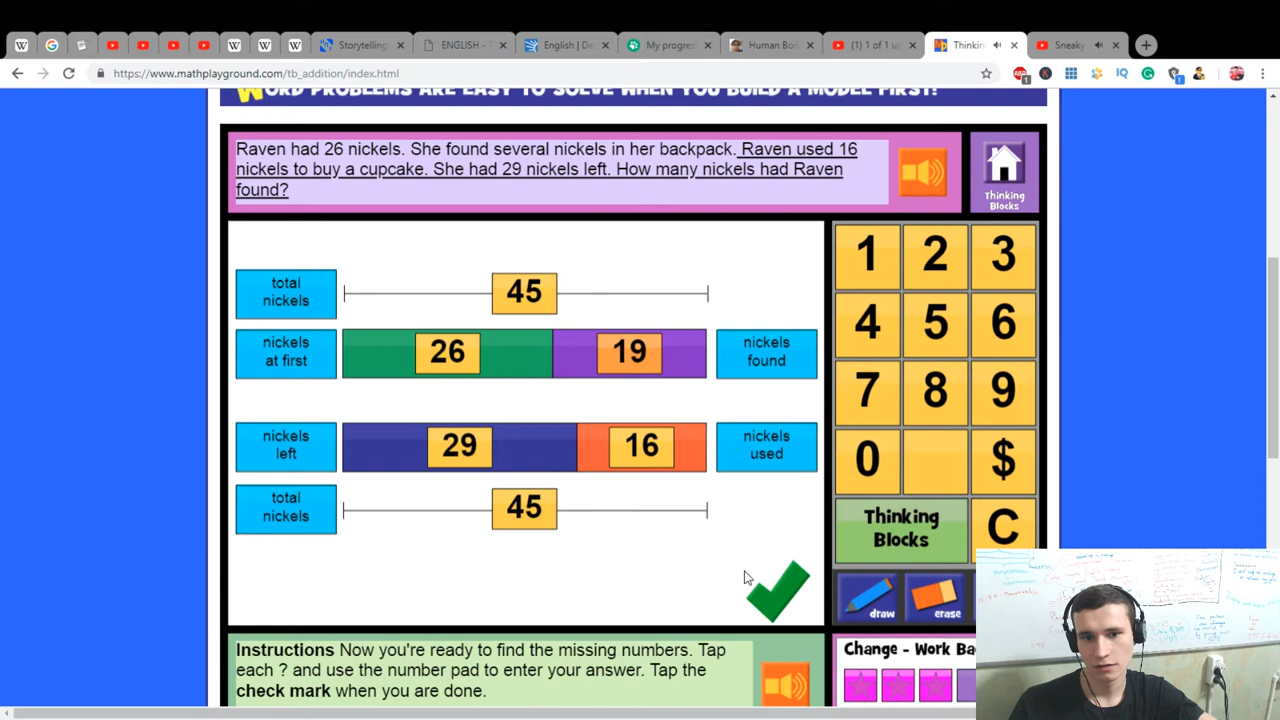 Storytelling
ENGLISH - T
English | De
My progre
Human Bod
(1) 1 of 1 u
Thinkin
Sneaky
https://www.mathplayground.com/tb_addition/index.html
WORD PROBLEMS ARE EASY TO SOLVE WHEN YOU BUILD A MODEL FIRST!
Raven had 26 nickels. She found several nickels in her backpack. Raven used 16
nickels to buy a cupcake. She had 29 nickels left. How many nickels had Raven
found?
Thinking
Blocks
total
nickels
45
nickels
at first
26
19
nickels
found
nickels
left
29
16
nickels
used
total
nickels
45
1 2 3
4 5 6
7 8 9
0 $
Thinking
Blocks
C
draw
erase
Instructions Now you're ready to find the missing numbers. Tap
each ? and use the number pad to enter your answer. Tap the
check mark when you are done.
Change - Work Ba